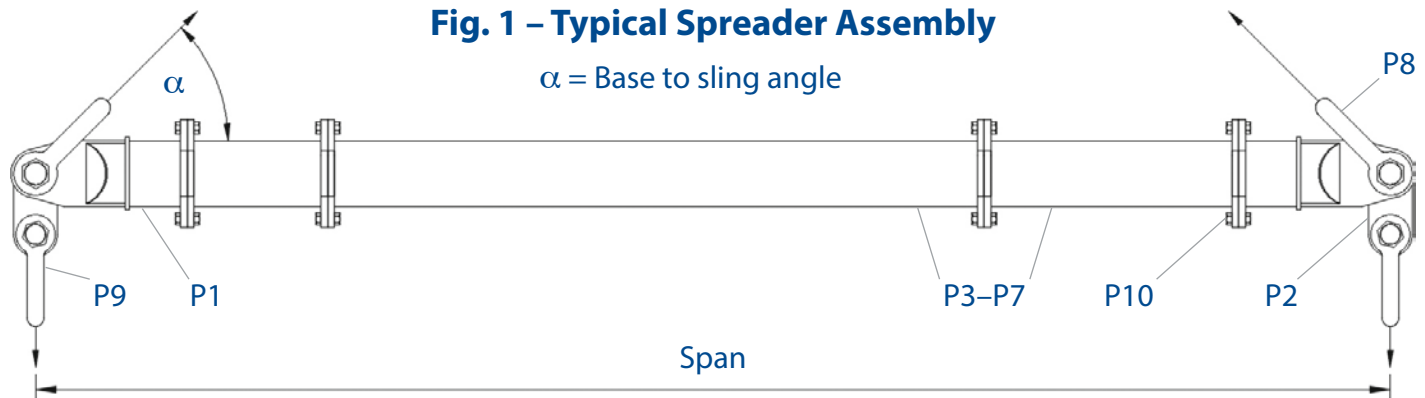 Fig. 1 – Typical Spreader Assembly
α = Base to sling angle
α
P8
P9
P1
P3–P7
P10
P2
Span